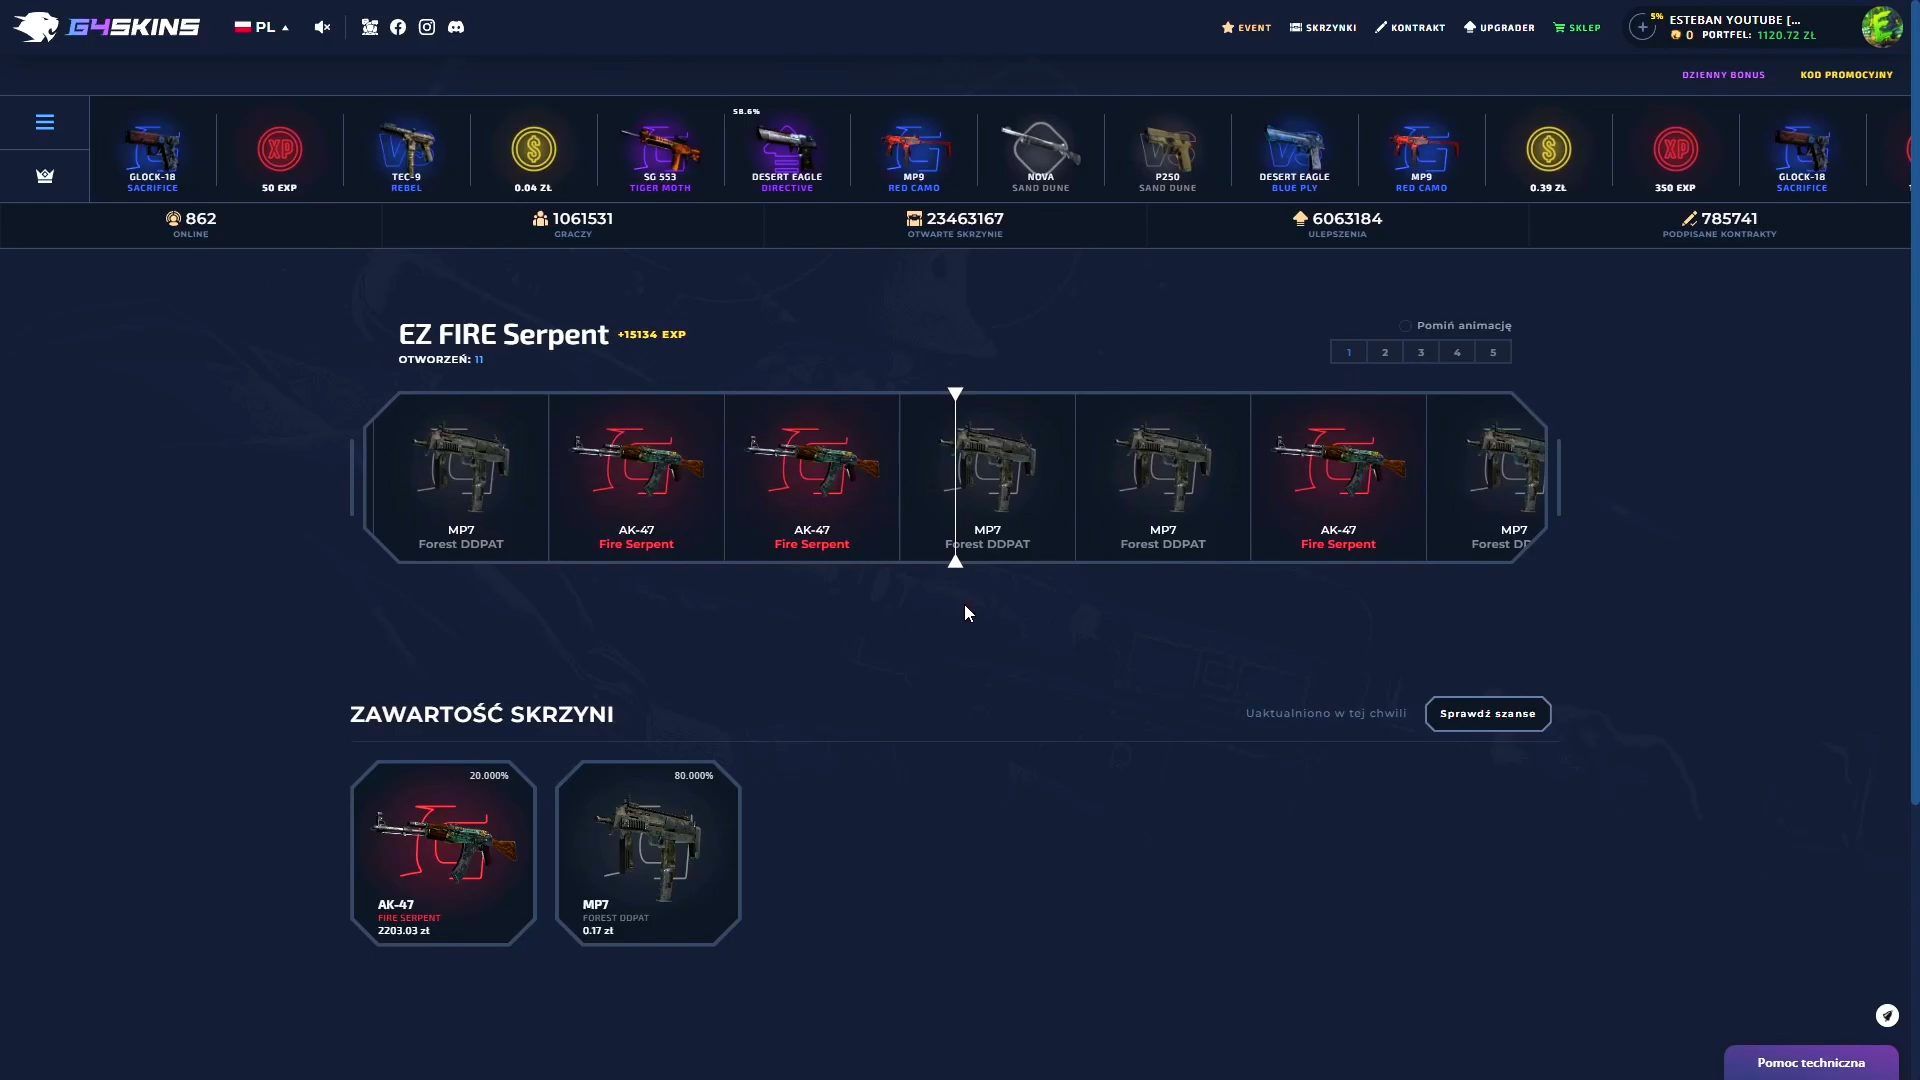 G4SKINS
PL
EVENT
SKRZYNKI
KONTRAKT
UPGRADER
SKLEP
5%
ESTEBAN YOUTUBE [...
0 PORTFEL: 1120.72 ZŁ
DZIENNY BONUS
KOD PROMOCYJNY
GLOCK-18
SACRIFICE
XP
50 EXP
TEC-9
REBEL
$
0.04 ZŁ
SG 553
TIGER MOTH
58.6%
DESERT EAGLE
DIRECTIVE
MP9
RED CAMO
NOVA
SAND DUNE
P250
SAND DUNE
DESERT EAGLE
BLUE PLY
MP9
RED CAMO
$
0.39 ZŁ
XP
350 EXP
GLOCK-18
SACRIFICE
862
ONLINE
1061531
GRACZY
23463167
OTWARTE SKRZYNIE
6063184
ULEPSZENIA
785741
PODPISANE KONTRAKTY
EZ FIRE Serpent +15134 EXP
OTWORZEŃ: 11
Pomiń animację
1 2 3 4 5
MP7
Forest DDPAT
AK-47
Fire Serpent
AK-47
Fire Serpent
MP7
Forest DDPAT
MP7
Forest DDPAT
AK-47
Fire Serpent
MP7
Forest DD
ZAWARTOŚĆ SKRZYNI
Uaktualniono w tej chwili
Sprawdź szanse
20.000%
AK-47
FIRE SERPENT
2203.03 zł
80.000%
MP7
FOREST DDPAT
0.17 zł
Pomoc techniczna